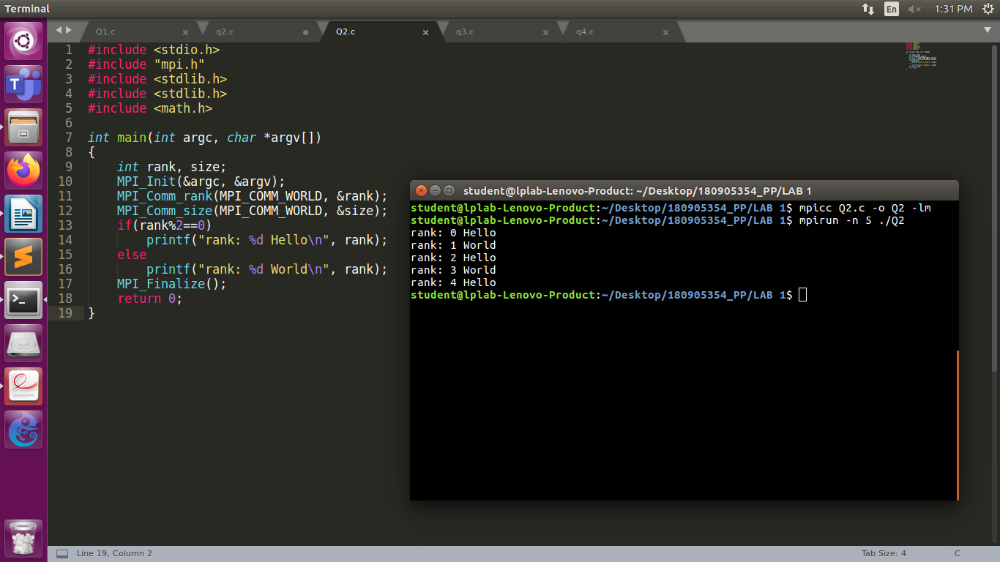 Terminal
En
1:31 PM
Q1.c
q2.c
Q2.c
q3.c
q4.c
1 #include <stdio.h>
2 #include "mpi.h"
3 #include <stdlib.h>
4 #include <stdlib.h>
5 #include <math.h>
6
7 int main(int argc, char *argv[])
8 {
9     int rank, size;
10     MPI_Init(&argc, &argv);
11     MPI_Comm_rank(MPI_COMM_WORLD, &rank);
12     MPI_Comm_size(MPI_COMM_WORLD, &size);
13     if(rank%2==0)
14         printf("rank: %d Hello\n", rank);
15     else
16         printf("rank: %d World\n", rank);
17     MPI_Finalize();
18     return 0;
19 }
student@lplab-Lenovo-Product: ~/Desktop/180905354_PP/LAB 1
student@lplab-Lenovo-Product:~/Desktop/180905354_PP/LAB 1$ mpicc Q2.c -o Q2 -lm
student@lplab-Lenovo-Product:~/Desktop/180905354_PP/LAB 1$ mpirun -n 5 ./Q2
rank: 0 Hello
rank: 1 World
rank: 2 Hello
rank: 3 World
rank: 4 Hello
student@lplab-Lenovo-Product:~/Desktop/180905354_PP/LAB 1$
Line 19, Column 2
Tab Size: 4
C